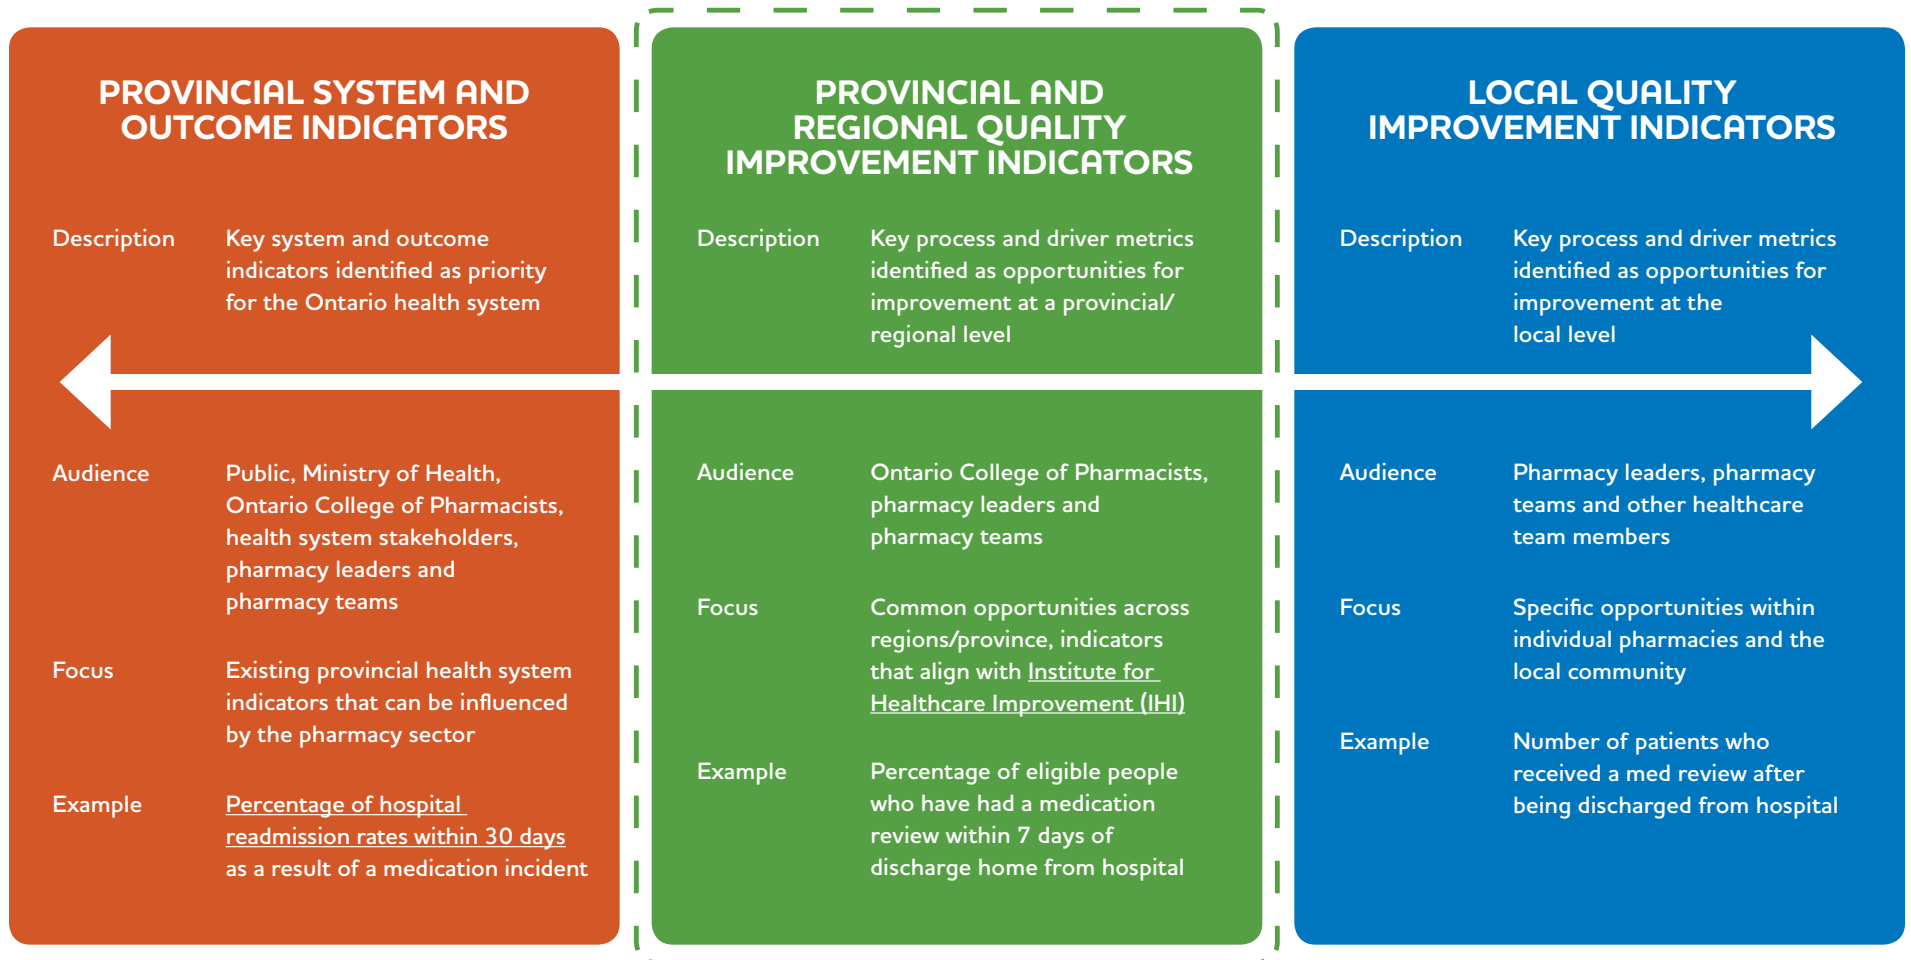 PROVINCIAL SYSTEM AND
OUTCOME INDICATORS
Description
Key system and outcome
indicators identified as priority
for the Ontario health system
Audience
Public, Ministry of Health,
Ontario College of Pharmacists,
health system stakeholders,
pharmacy leaders and
pharmacy teams
Focus
Existing provincial health system
indicators that can be influenced
by the pharmacy sector
Example
Percentage of hospital
readmission rates within 30 days
as a result of a medication incident
PROVINCIAL AND
REGIONAL QUALITY
IMPROVEMENT INDICATORS
Description
Key process and driver metrics
identified as opportunities for
improvement at a provincial/
regional level
Audience
Ontario College of Pharmacists,
pharmacy leaders and
pharmacy teams
Focus
Common opportunities across
regions/province, indicators
that align with Institute for
Healthcare Improvement (IHI)
Example
Percentage of eligible people
who have had a medication
review within 7 days of
discharge home from hospital
LOCAL QUALITY
IMPROVEMENT INDICATORS
Description
Key process and driver metrics
identified as opportunities for
improvement at the
local level
Audience
Pharmacy leaders, pharmacy
teams and other healthcare
team members
Focus
Specific opportunities within
individual pharmacies and the
local community
Example
Number of patients who
received a med review after
being discharged from hospital